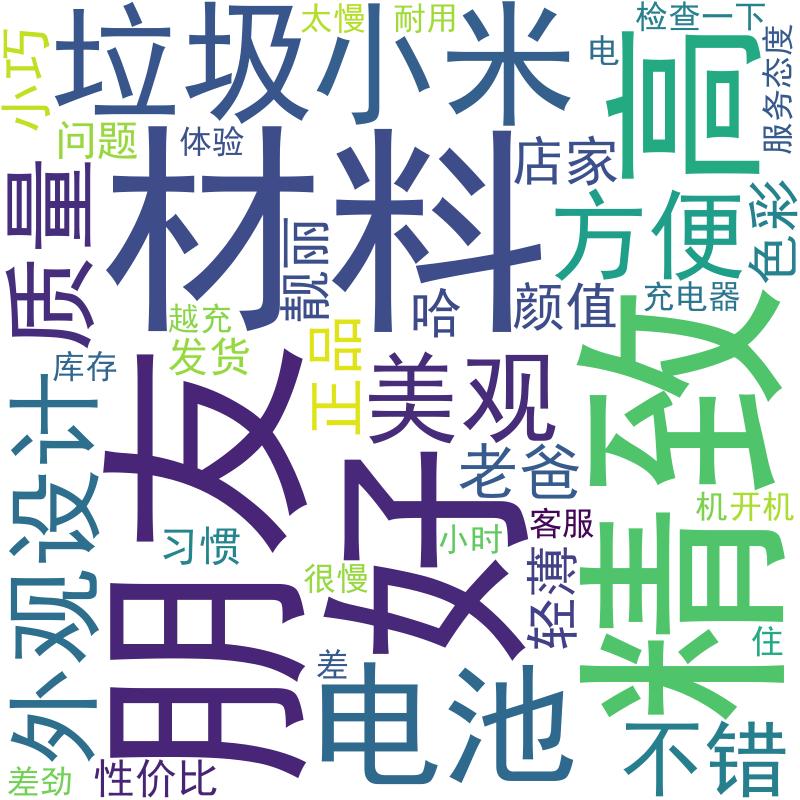 小巧
垃圾
太慢
小米
耐用
电
高
检查一下
服务态度
问题
体验
材料
店家
质量
靓丽
方便
色彩
哈
颜值
充电器
越充
发货
正品
库存
朋友
美观
精致
外观设计
好
老爸
习惯
小时
客服
机开机
很慢
轻薄
差
电池
住
不错
差劲
性价比